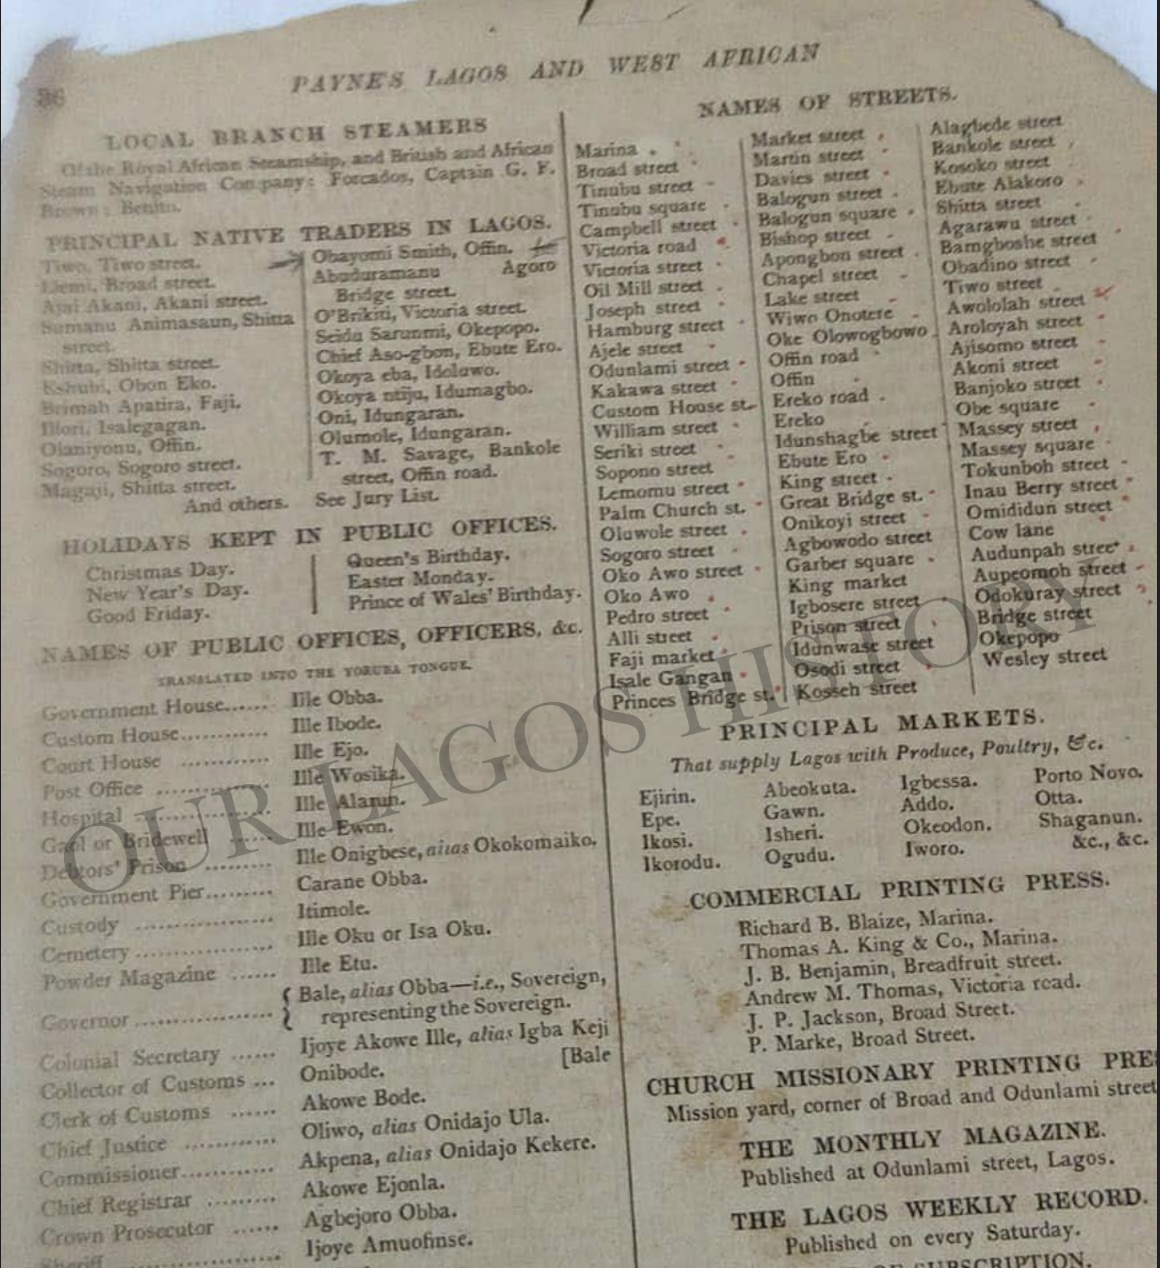 36
PAYNE'S LAGOS AND WEST AFRICAN
LOCAL BRANCH STEAMERS
Of the Royal African Steamship, and British and African
Steam Navigation Company: Forcados, Captain G. F.
Brown; Benito.
PRINCIPAL NATIVE TRADERS IN LAGOS.
Tiwo, Tiwo street.
Idemi, Broad street.
Ajai Akani, Akani street.
Sumanu Animasaun, Shitta
street.
Shitta, Shitta street.
Eshubi, Obon Eko.
Brimah Apatira, Faji.
Illori, Isalegagan.
Olaniyonu, Offin.
Sogoro, Sogoro street.
Magaji, Shitta street.
Obayomi Smith, Offin.
Abuduramanu Agoro
Bridge street.
O'Brikiti, Victoria street.
Seidu Sarunmi, Okepopo.
Chief Aso-gbon, Ebute Ero.
Okoya eba, Idoluwo.
Okoya ntiju, Idumagbo.
Oni, Idungaran.
Olumole, Idungaran.
T. M. Savage, Bankole
street, Offin road.
And others. See Jury List.
HOLIDAYS KEPT IN PUBLIC OFFICES.
Christmas Day.
New Year's Day.
Good Friday.
Queen's Birthday.
Easter Monday.
Prince of Wales' Birthday.
NAMES OF PUBLIC OFFICES, OFFICERS, &c.
TRANSLATED INTO THE YORUBA TONGUE.
Government House...... Ille Obba.
Custom House............ Ille Ibode.
Court House ............ Ille Ejo.
Post Office ............... Ille Wosika.
Hospital .................. Ille Alarun.
Gaol or Bridewell ...... Ille Ewon.
Debtors' Prison ......... Ille Onigbese, alias Okokomaiko.
Government Pier......... Carane Obba.
Custody .................. Itimole.
Cemetery .................. Ille Oku or Isa Oku.
Powder Magazine ...... Ille Etu.
Governor .................. { Bale, alias Obba—i.e., Sovereign,
representing the Sovereign.
Colonial Secretary ...... Ijoye Akowe Ille, alias Igba Keji
[Bale
Collector of Customs ... Onibode.
Clerk of Customs ...... Akowe Bode.
Chief Justice ............ Oliwo, alias Onidajo Ula.
Commissioner............ Akpena, alias Onidajo Kekere.
Chief Registrar ......... Akowe Ejonla.
Crown Prosecutor ...... Agbejoro Obba.
Sheriff .................. Ijoye Amuofinse.
NAMES OF STREETS.
Marina
Broad street
Tinubu street
Tinubu square
Campbell street
Victoria road
Victoria street
Oil Mill street
Joseph street
Hamburg street
Ajele street
Odunlami street
Kakawa street
Custom House st.
William street
Seriki street
Sopono street
Lemomu street
Palm Church st.
Oluwole street
Sogoro street
Oko Awo street
Oko Awo
Pedro street
Alli street
Faji market
Isale Gangan
Princes Bridge st.
Market street
Martin street
Davies street
Balogun street
Balogun square
Bishop street
Apongbon street
Chapel street
Lake street
Wiwo Onotere
Oke Olowogbowo
Offin road
Offin
Ereko road
Ereko
Idunshagbe street
Ebute Ero
King street
Great Bridge st.
Onikoyi street
Agbowodo street
Garber square
King market
Igbosere street
Prison street
Idunwase street
Osodi street
Kosseh street
Alagbede street
Bankole street
Kosoko street
Ebute Alakoro
Shitta street
Agarawu street
Bamgboshe street
Obadino street
Tiwo street
Awololah street
Aroloyah street
Ajisomo street
Akoni street
Banjoko street
Obe square
Massey street
Massey square
Tokunboh street
Inau Berry street
Omididun street
Cow lane
Audunpah street
Aupeomoh street
Odokuray street
Bridge street
Okepopo
Wesley street
PRINCIPAL MARKETS.
That supply Lagos with Produce, Poultry, &c.
Ejirin. Abeokuta. Igbessa. Porto Novo.
Epe. Gawn. Addo. Otta.
Ikosi. Isheri. Okeodon. Shaganun.
Ikorodu. Ogudu. Iworo. &c., &c.
COMMERCIAL PRINTING PRESS.
Richard B. Blaize, Marina.
Thomas A. King & Co., Marina.
J. B. Benjamin, Breadfruit street.
Andrew M. Thomas, Victoria road.
J. P. Jackson, Broad Street.
P. Marke, Broad Street.
CHURCH MISSIONARY PRINTING PRE
Mission yard, corner of Broad and Odunlami street
THE MONTHLY MAGAZINE.
Published at Odunlami street, Lagos.
THE LAGOS WEEKLY RECORD.
Published on every Saturday.
OF SUBSCRIPTION.
OUR LAGOS HISTORY